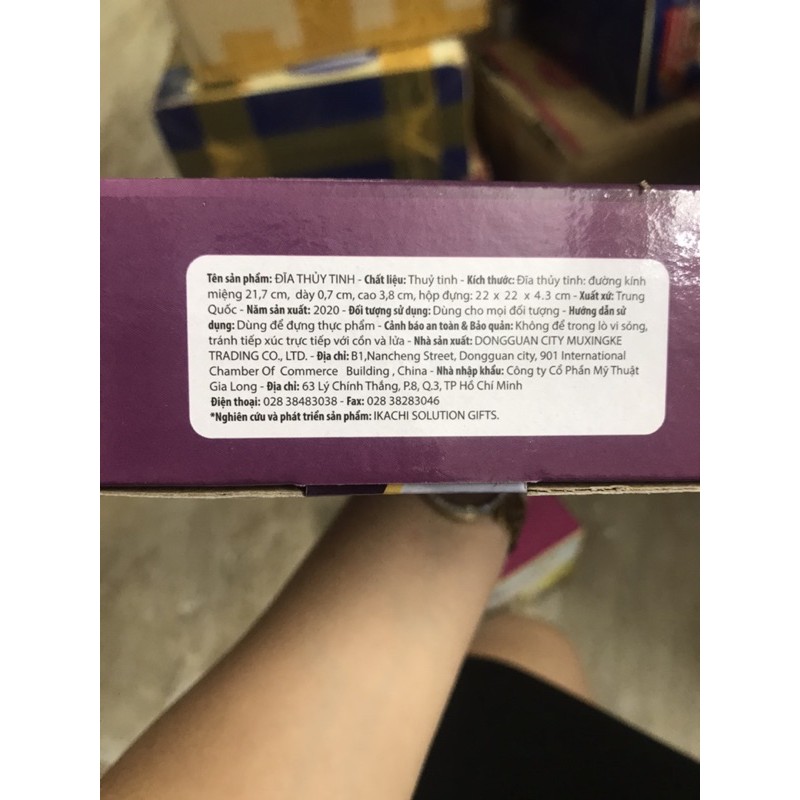 Tên sản phẩm: ĐĨA THỦY TINH - Chất liệu: Thuỷ tinh - Kích thước: Đĩa thủy tinh: đường kính
miệng 21,7 cm, dày 0,7 cm, cao 3,8 cm, hộp đựng: 22 x 22 x 4.3 cm - Xuất xứ: Trung
Quốc - Năm sản xuất: 2020 - Đối tượng sử dụng: Dùng cho mọi đối tượng - Hướng dẫn sử
dụng: Dùng để đựng thực phẩm - Cảnh báo an toàn & Bảo quản: Không để trong lò vi sóng,
tránh tiếp xúc trực tiếp với cồn và lửa - Nhà sản xuất: DONGGUAN CITY MUXINGKE
TRADING CO., LTD. - Địa chỉ: B1,Nancheng Street, Dongguan city, 901 International
Chamber Of Commerce Building , China - Nhà nhập khẩu: Công ty Cổ Phần Mỹ Thuật
Gia Long - Địa chỉ: 63 Lý Chính Thắng, P.8, Q.3, TP Hồ Chí Minh
Điện thoại: 028 38483038 - Fax: 028 38283046
*Nghiên cứu và phát triển sản phẩm: IKACHI SOLUTION GIFTS.